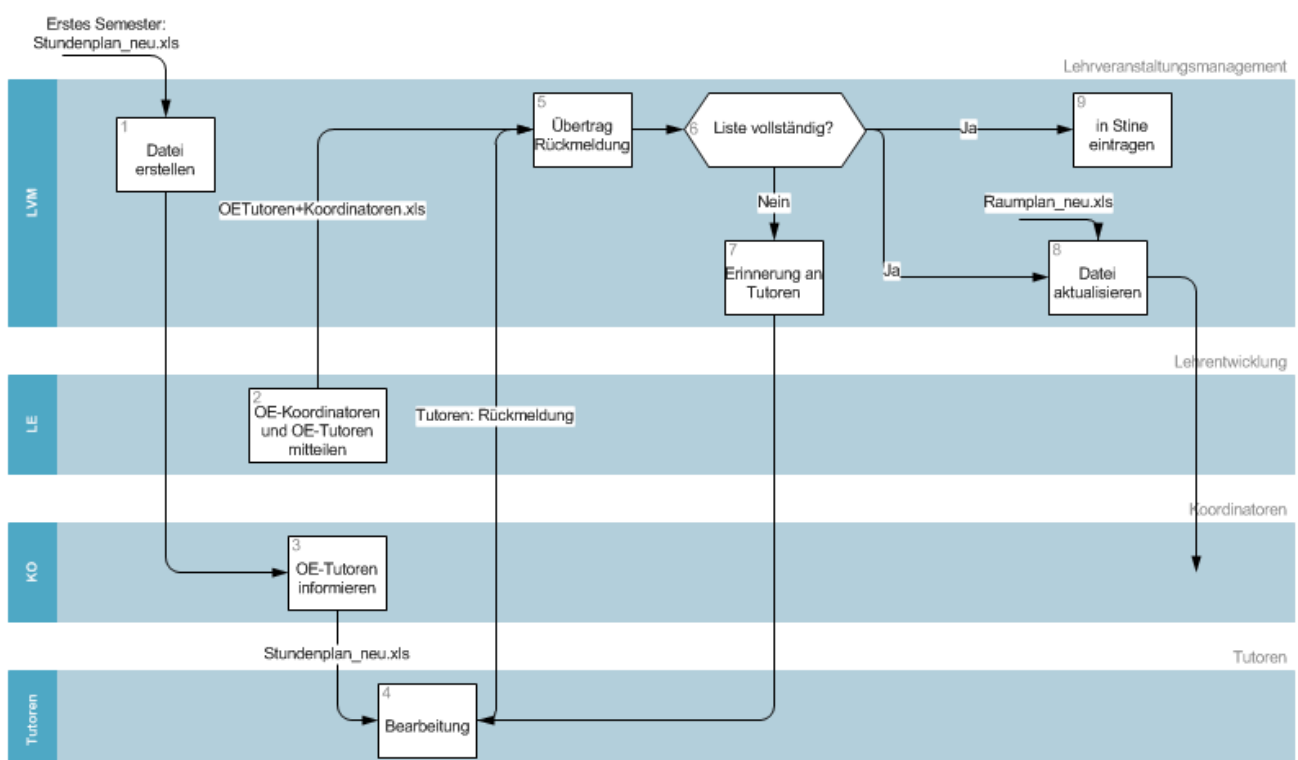 Erstes Semester:
Stundenplan_neu.xls
Lehrveranstaltungsmanagement
LVM
1
Datei
erstellen
5
Übertrag
Rückmeldung
6
Liste vollständig?
Ja
9
in Stine
eintragen
OETutoren+Koordinatoren.xls
Nein
Raumplan_neu.xls
7
Erinnerung an
Tutoren
Ja
8
Datei
aktualisieren
Lehrentwicklung
LE
2
OE-Koordinatoren
und OE-Tutoren
mitteilen
Tutoren: Rückmeldung
Koordinatoren
KO
3
OE-Tutoren
informieren
Stundenplan_neu.xls
Tutoren
Tutoren
4
Bearbeitung